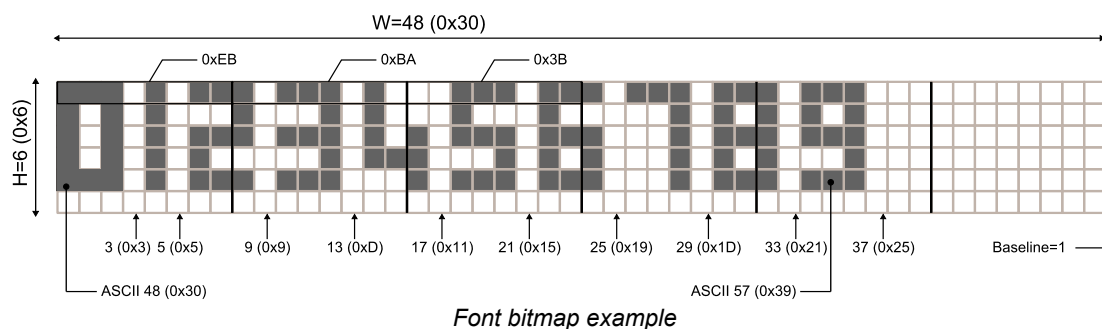 W=48 (0x30)
0xEB 0xBA 0x3B
H=6 (0x6)
0123456789
3 (0x3) 5 (0x5) 9 (0x9) 13 (0xD) 17 (0x11) 21 (0x15) 25 (0x19) 29 (0x1D) 33 (0x21) 37 (0x25) Baseline=1
ASCII 48 (0x30) ASCII 57 (0x39)
Font bitmap example